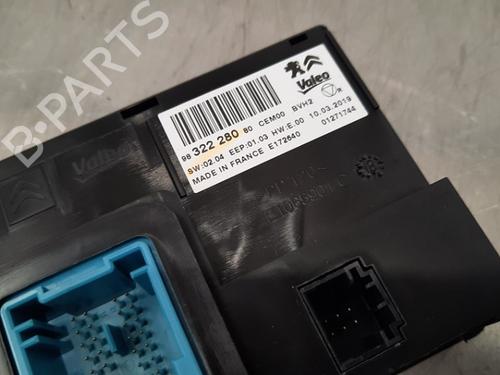 B-PARTS
Valeo
98 322 280 80 CEM00 BVH2
SW:02.04 EEP:01.03 HW:E.00 10.03.2019
MADE IN FRANCE E172640 01271744
R
Valeo